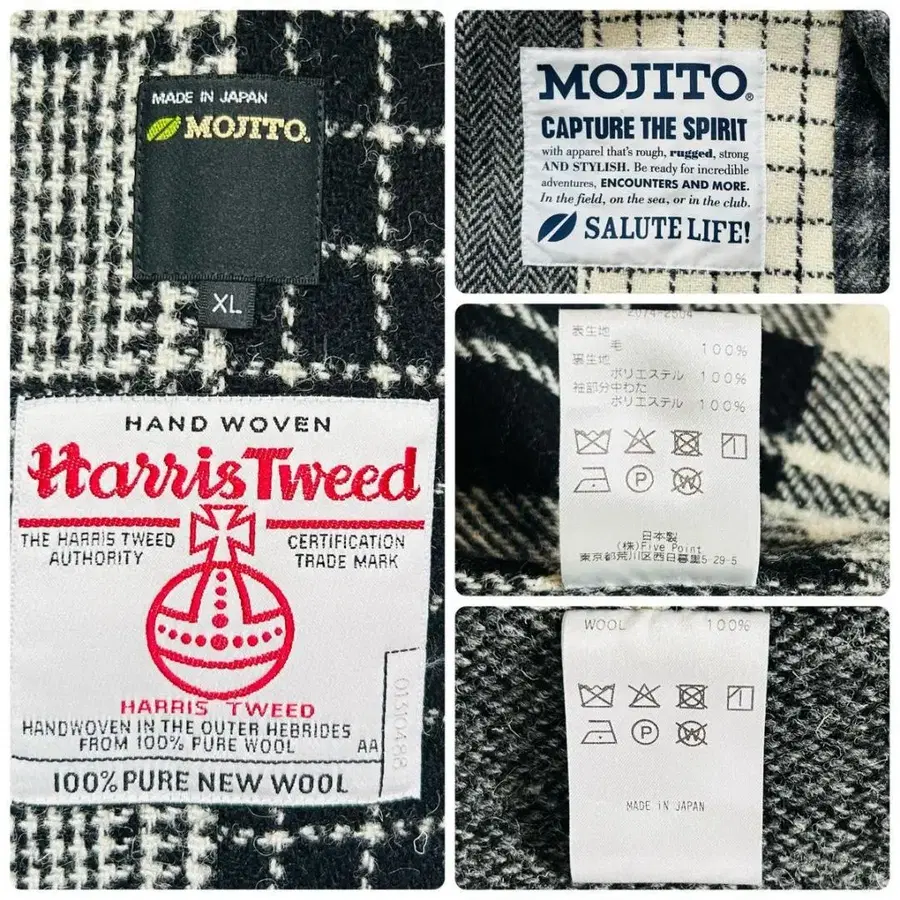 MADE IN JAPAN
MOJITO.
XL
HAND WOVEN
Harris Tweed
THE HARRIS TWEED
AUTHORITY
CERTIFICATION
TRADE MARK
HARRIS TWEED
HANDWOVEN IN THE OUTER HEBRIDES
FROM 100% PURE WOOL
AA
100% PURE NEW WOOL
MOJITO®
CAPTURE THE SPIRIT
with apparel that's rough, rugged, strong
AND STYLISH. Be ready for incredible
adventures, ENCOUNTERS AND MORE.
In the field, on the sea, or in the club.
SALUTE LIFE!
表生地
毛 100%
裏生地
ポリエステル 100%
袖部分中わた
ポリエステル 100%
日本製
(株)Five Point
東京都荒川区西日暮里5-29-5
WOOL 100%
MADE IN JAPAN